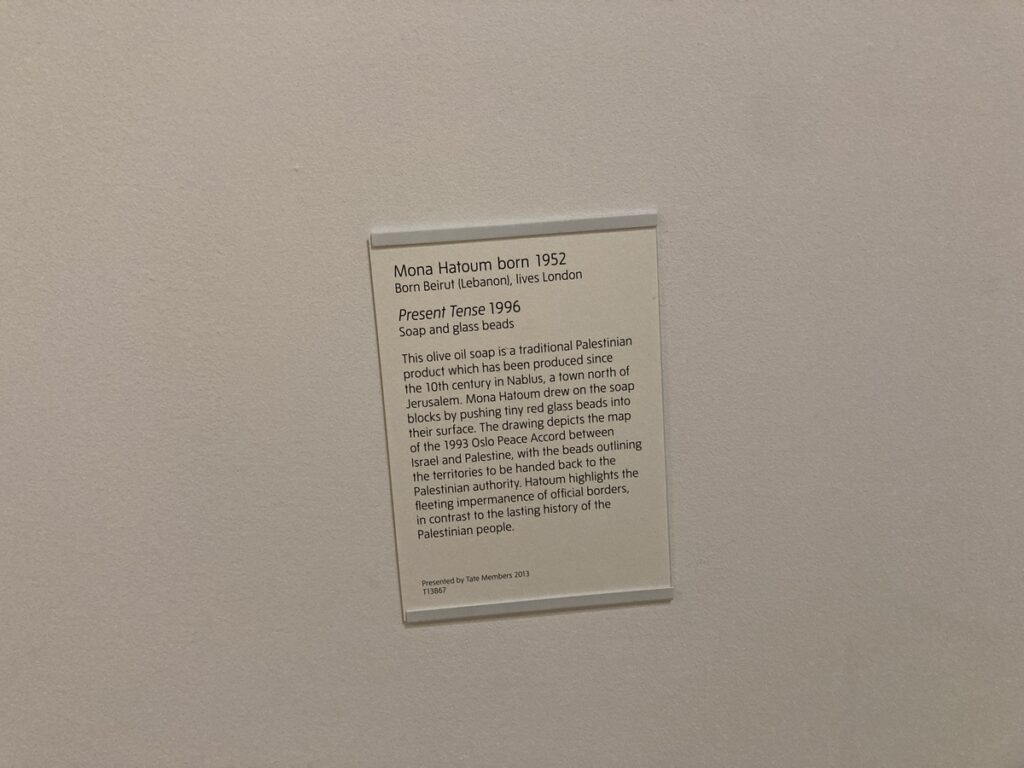 Mona Hatoum born 1952
Born Beirut (Lebanon), lives London
Present Tense 1996
Soap and glass beads
This olive oil soap is a traditional Palestinian
product which has been produced since
the 10th century in Nablus, a town north of
Jerusalem. Mona Hatoum drew on the soap
blocks by pushing tiny red glass beads into
their surface. The drawing depicts the map
of the 1993 Oslo Peace Accord between
Israel and Palestine, with the beads outlining
the territories to be handed back to the
Palestinian authority. Hatoum highlights the
fleeting impermanence of official borders,
in contrast to the lasting history of the
Palestinian people.
Presented by Tate Members 2013
T13867